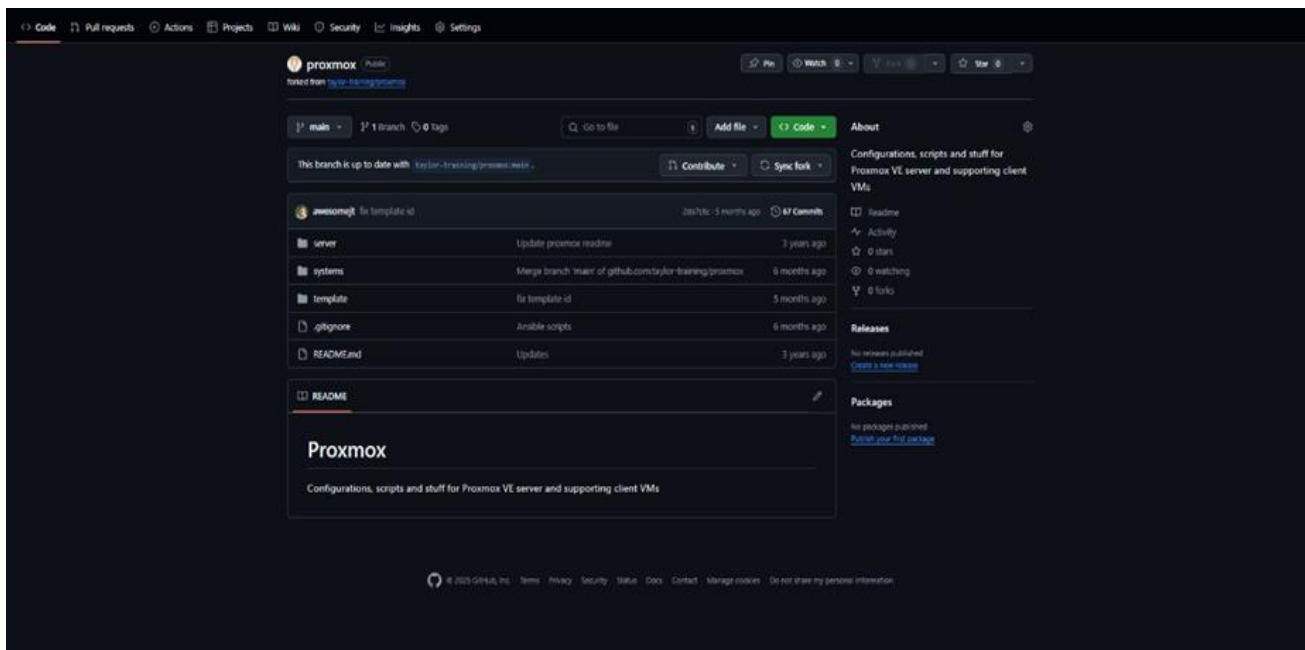 Code Pull requests Actions Projects Wiki Security Insights Settings
proxmox Public
Pin Watch 0 Star 0
forked from taylor-training/proxmox
main 1 Branch 0 Tags Go to file t Add file Code
This branch is up to date with taylor-training/proxmox:main .
Contribute Sync fork
awesomejt fix template id 5 months ago 67 Commits
server Update proxmox readme 3 years ago
systems Merge branch 'main' of github.com:taylor-training/proxmox 6 months ago
template fix template id 5 months ago
.gitignore Ansible scripts 6 months ago
README.md Updates 3 years ago
README
Proxmox
Configurations, scripts and stuff for Proxmox VE server and supporting client VMs
About
Configurations, scripts and stuff for
Proxmox VE server and supporting client
VMs
Readme
Activity
0 stars
0 watching
0 forks
Releases
No releases published
Create a new release
Packages
No packages published
Publish your first package
© 2025 GitHub, Inc. Terms Privacy Security Status Docs Contact Manage cookies Do not share my personal information